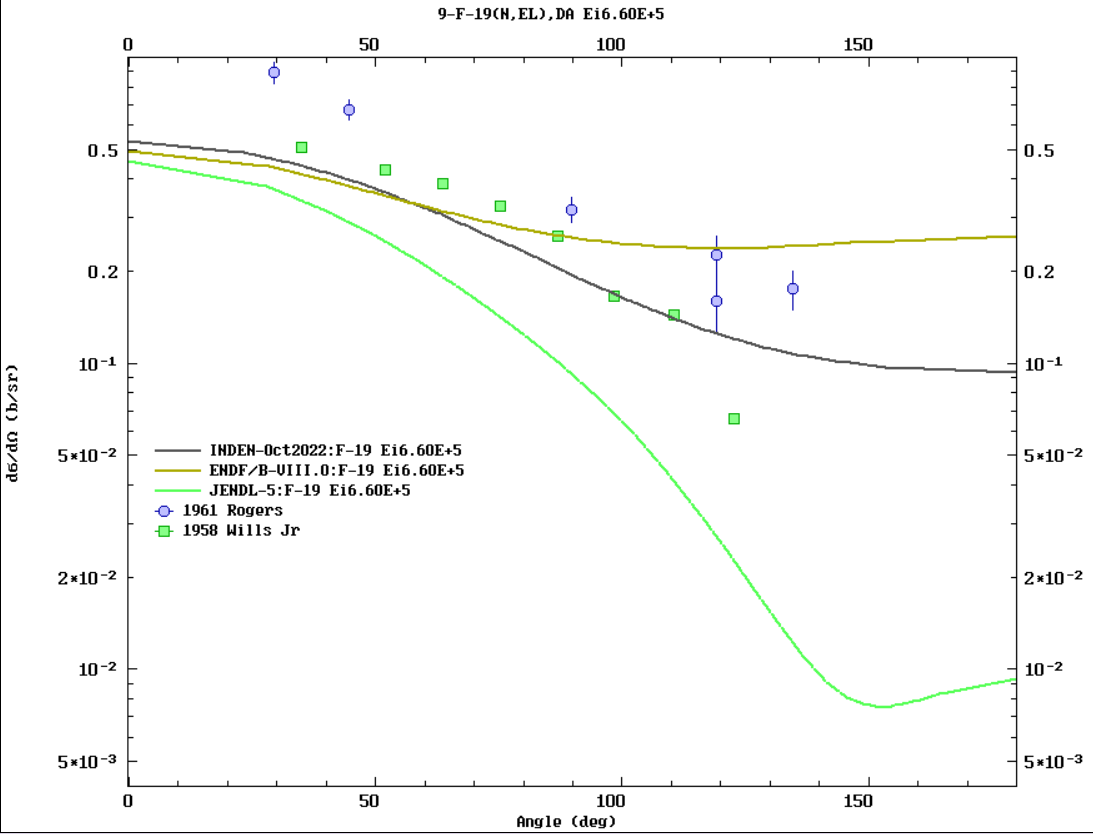 9-F-19(N,EL),DA Ei6.60E+5
0 50 100 150
0.5 0.5
0.2 0.2
10⁻¹ 10⁻¹
dσ/dΩ (b/sr)
5*10⁻² 5*10⁻²
INDEN-Oct2022:F-19 Ei6.60E+5
ENDF/B-VIII.0:F-19 Ei6.60E+5
JENDL-5:F-19 Ei6.60E+5
1961 Rogers
1958 Wills Jr
2*10⁻² 2*10⁻²
10⁻² 10⁻²
5*10⁻³ 5*10⁻³
0 50 100 150
Angle (deg)